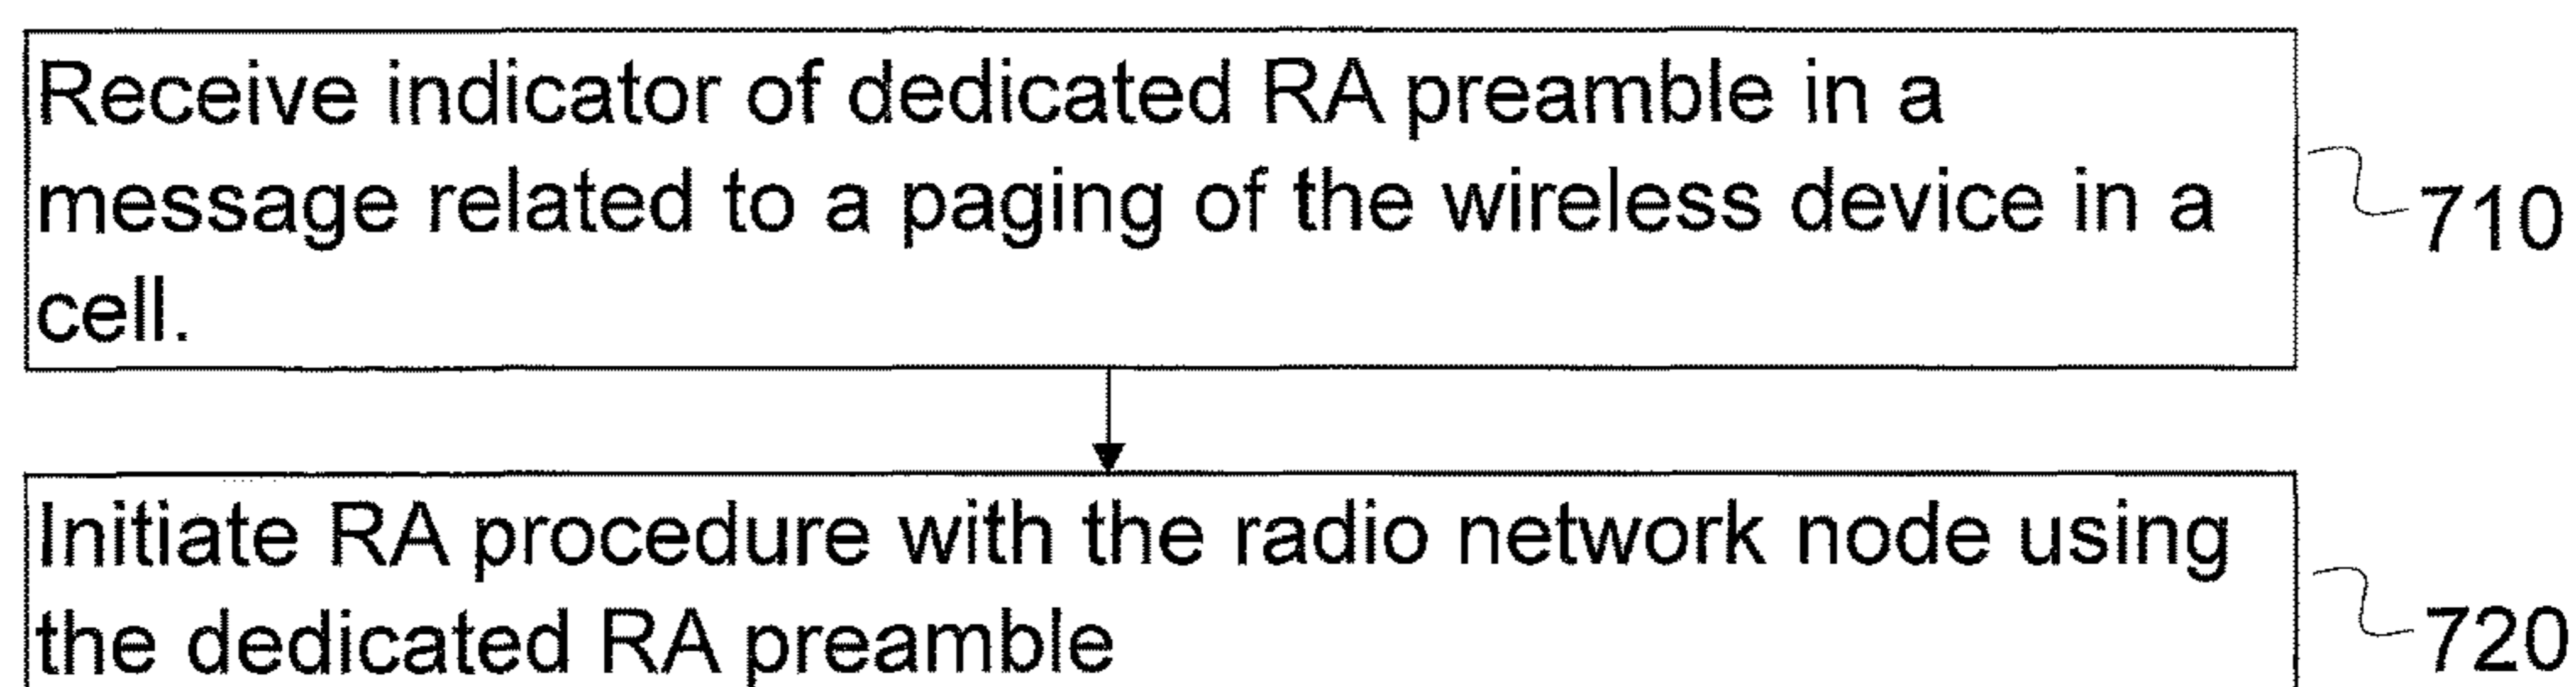 Receive indicator of dedicated RA preamble in a
message related to a paging of the wireless device in a
cell.
710
Initiate RA procedure with the radio network node using
the dedicated RA preamble
720